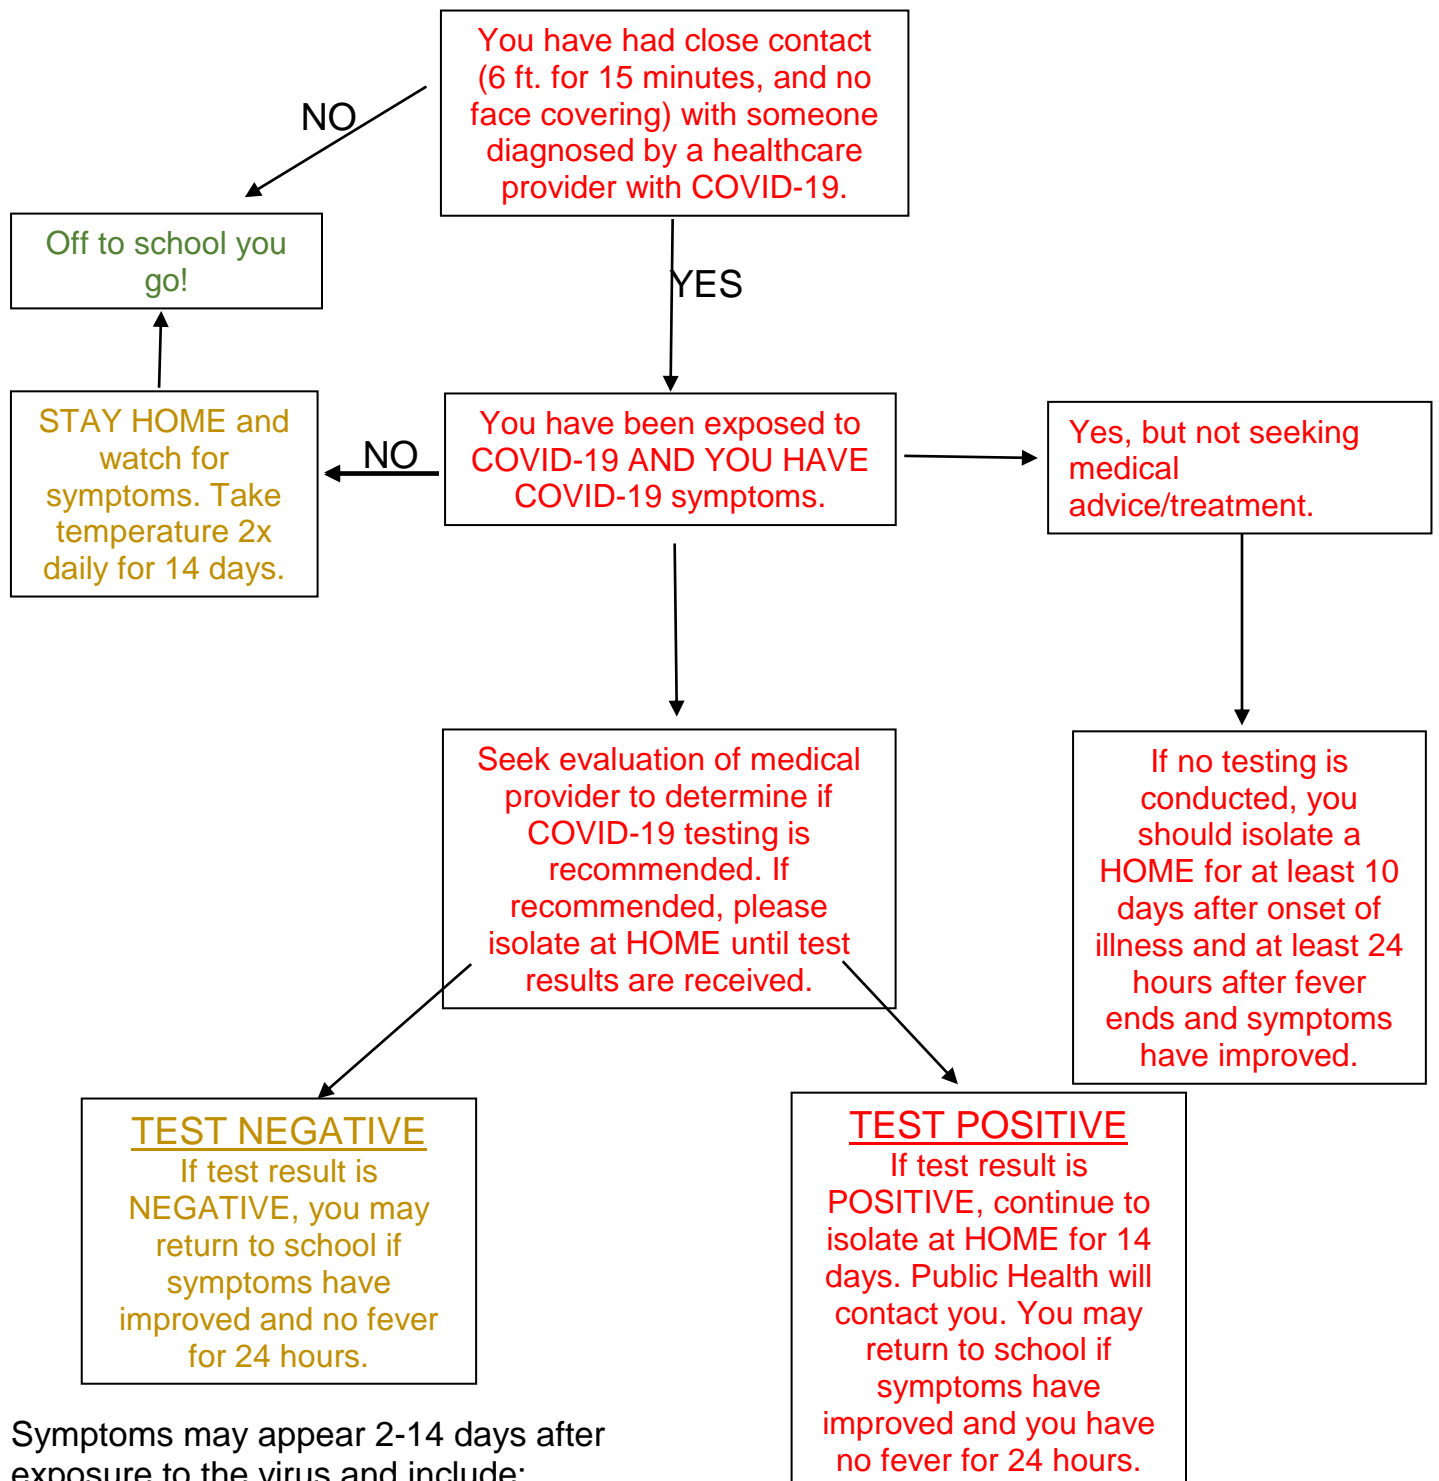 You have had close contact
(6 ft. for 15 minutes, and no
face covering) with someone
diagnosed by a healthcare
provider with COVID-19.
NO
Off to school you
go!
YES
STAY HOME and
watch for
symptoms. Take
temperature 2x
daily for 14 days.
NO
You have been exposed to
COVID-19 AND YOU HAVE
COVID-19 symptoms.
Yes, but not seeking
medical
advice/treatment.
Seek evaluation of medical
provider to determine if
COVID-19 testing is
recommended. If
recommended, please
isolate at HOME until test
results are received.
If no testing is
conducted, you
should isolate a
HOME for at least 10
days after onset of
illness and at least 24
hours after fever
ends and symptoms
have improved.
TEST NEGATIVE
If test result is
NEGATIVE, you may
return to school if
symptoms have
improved and no fever
for 24 hours.
TEST POSITIVE
If test result is
POSITIVE, continue to
isolate at HOME for 14
days. Public Health will
contact you. You may
return to school if
symptoms have
improved and you have
no fever for 24 hours.
Symptoms may appear 2-14 days after
exposure to the virus and include: